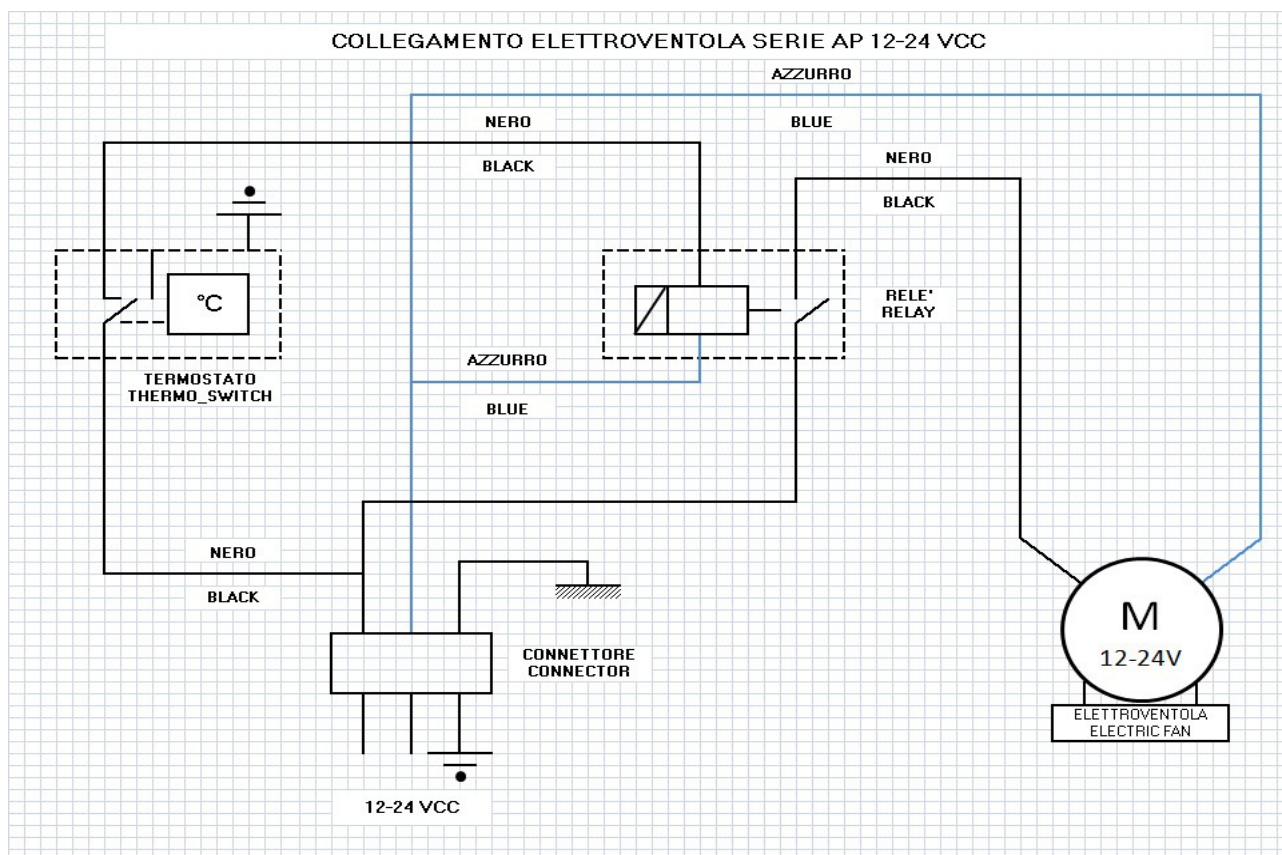 COLLEGAMENTO ELETTROVENTOLA SERIE AP 12-24 VCC
AZZURRO
NERO
BLUE
BLACK
NERO
BLACK
°C
RELE'
RELAY
AZZURRO
TERMOSTATO
THERMO_SWITCH
BLUE
NERO
BLACK
M
12-24V
CONNETTORE
CONNECTOR
ELETTROVENTOLA
ELECTRIC FAN
12-24 VCC